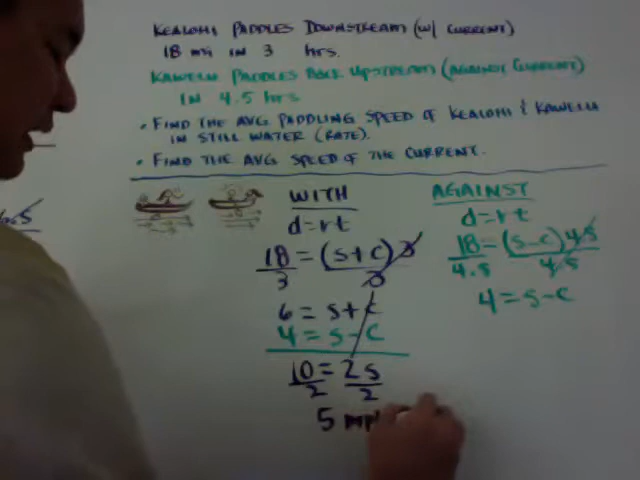 KEALOHI PADDLES DOWNSTREAM (W/ CURRENT)
18 mi IN 3 hrs.
KAWELA PADDLES BACK UPSTREAM (AGAINST CURRENT)
IN 4.5 hrs
• FIND THE AVG PADDLING SPEED OF KEALOHI & KAWELA
IN STILL WATER (RATE).
• FIND THE AVG SPEED OF THE CURRENT.
WITH
d=rt
18 = (s+c)3
3 3
6 = s+c
4 = s-c
10 = 2s
2 2
5
AGAINST
d=rt
18 = (s-c)4.5
4.5 4.5
4 = s-c